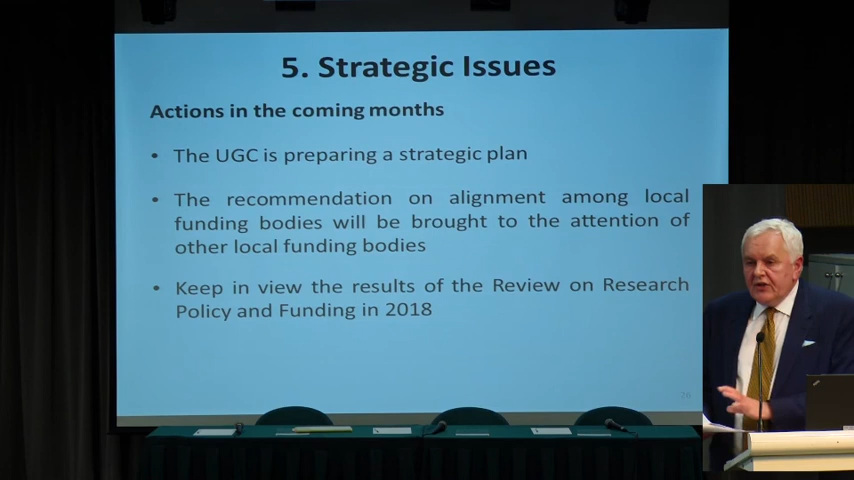 5. Strategic Issues
Actions in the coming months
• The UGC is preparing a strategic plan
• The recommendation on alignment among local
funding bodies will be brought to the attention of
other local funding bodies
• Keep in view the results of the Review on Research
Policy and Funding in 2018
26